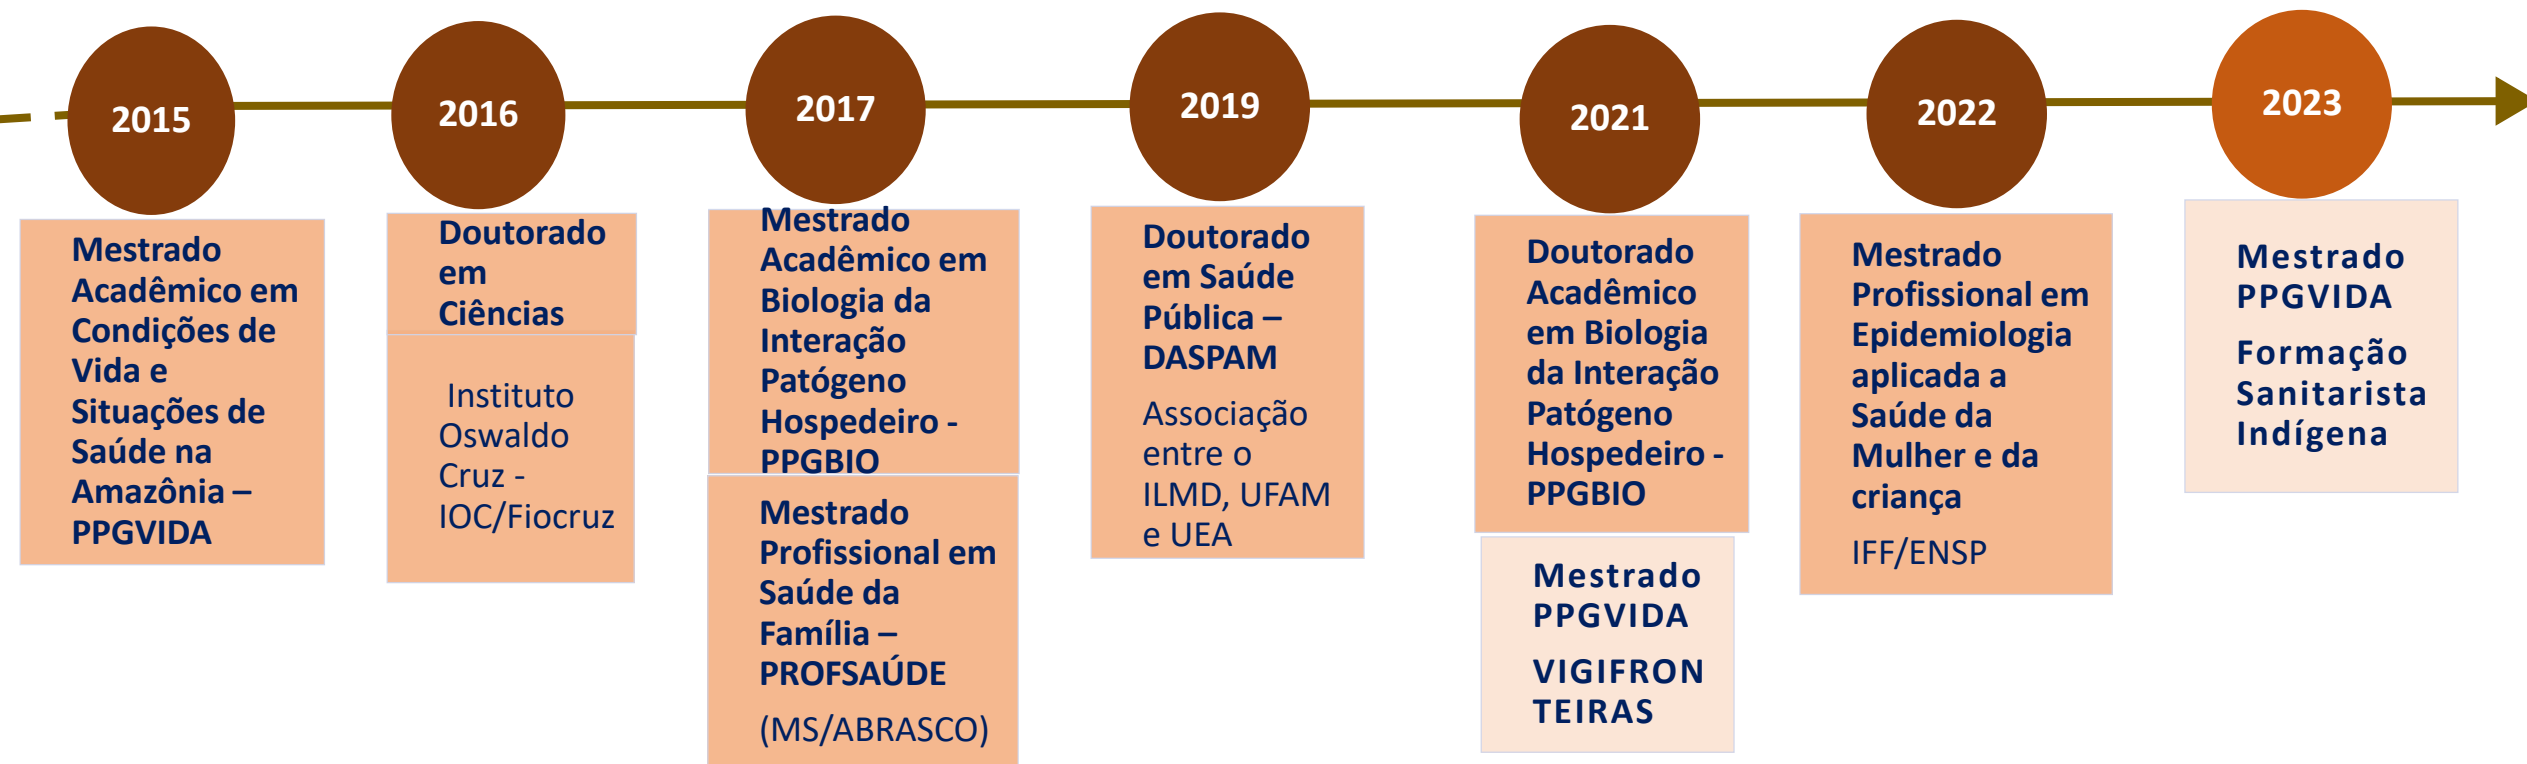 2015
Mestrado
Acadêmico em
Condições de
Vida e
Situações de
Saúde na
Amazônia –
PPGVIDA
2016
Doutorado
em
Ciências
Instituto
Oswaldo
Cruz -
IOC/Fiocruz
2017
Mestrado
Acadêmico em
Biologia da
Interação
Patógeno
Hospedeiro -
PPGBIO
Mestrado
Profissional em
Saúde da
Família –
PROFSAÚDE
(MS/ABRASCO)
2019
Doutorado
em Saúde
Pública –
DASPAM
Associação
entre o
ILMD, UFAM
e UEA
2021
Doutorado
Acadêmico
em Biologia
da Interação
Patógeno
Hospedeiro -
PPGBIO
Mestrado
PPGVIDA
VIGIFRON
TEIRAS
2022
Mestrado
Profissional em
Epidemiologia
aplicada a
Saúde da
Mulher e da
criança
IFF/ENSP
2023
Mestrado
PPGVIDA
Formação
Sanitarista
Indígena